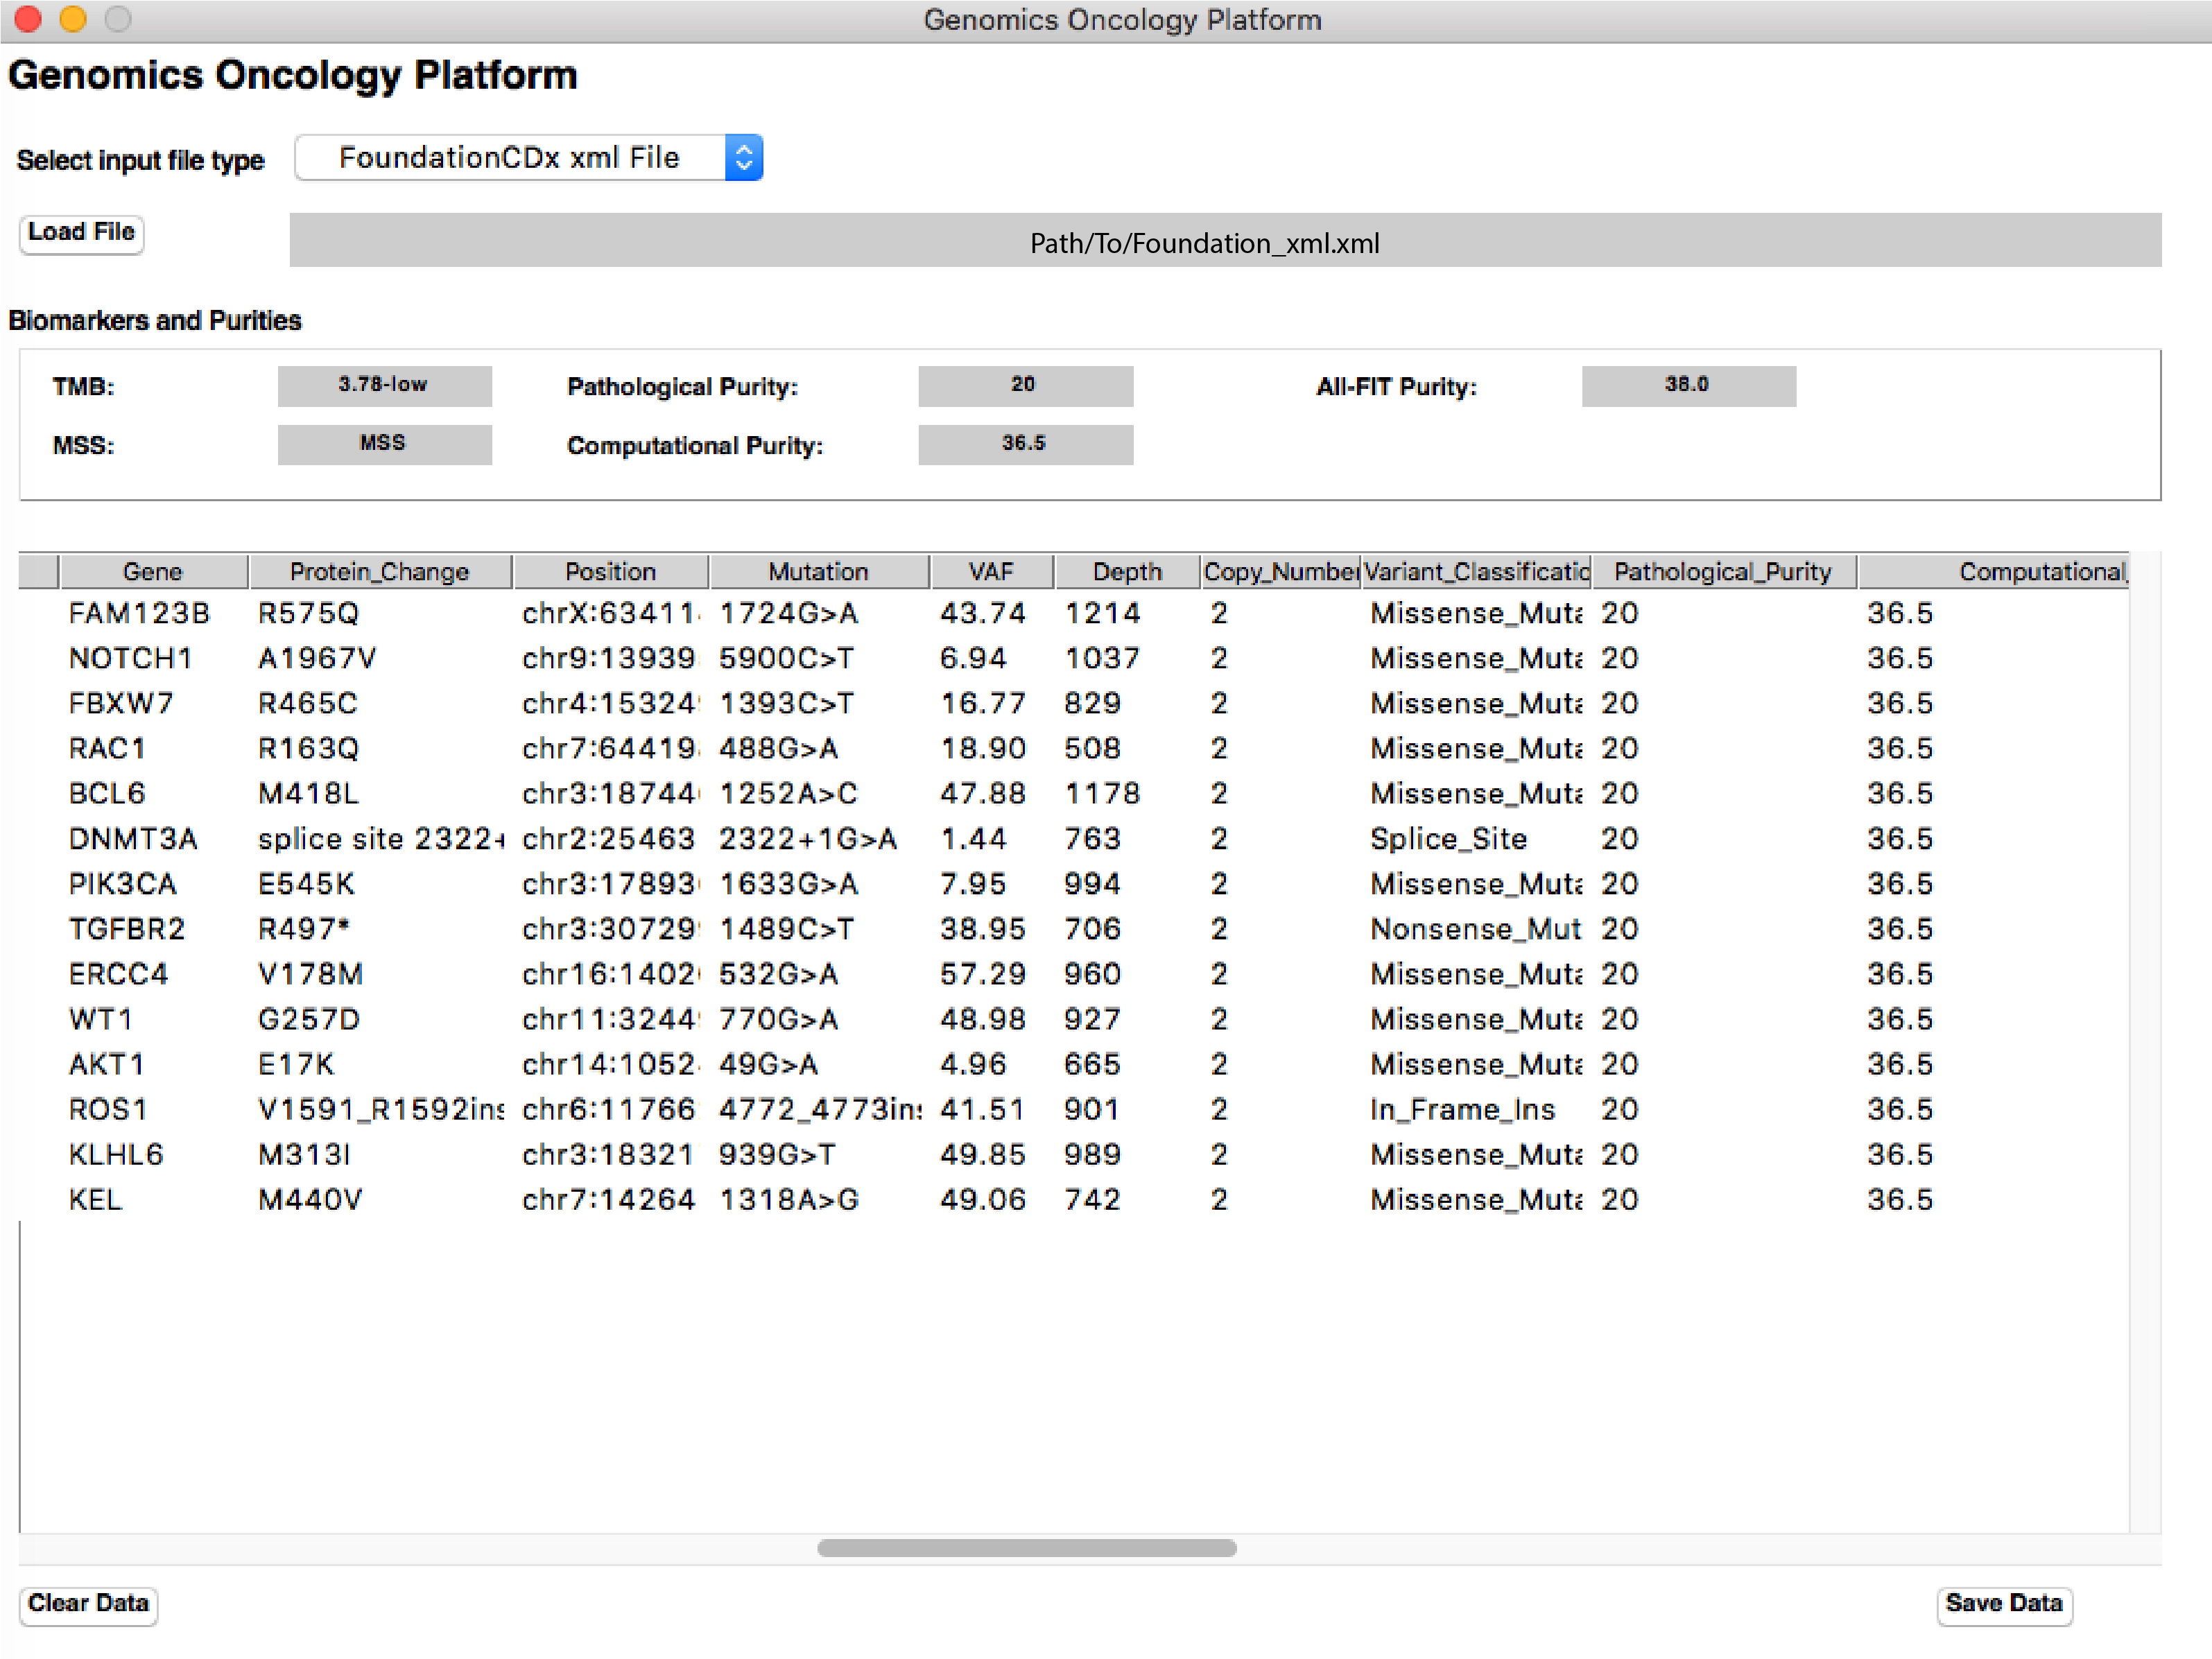 Genomics Oncology Platform
Genomics Oncology Platform
Select input file type FoundationCDx xml File
Load File Path/To/Foundation_xml.xml
Biomarkers and Purities
TMB: 3.78-low Pathological Purity: 20 All-FIT Purity: 38.0
MSS: MSS Computational Purity: 36.5
Gene Protein_Change Position Mutation VAF Depth Copy_Number Variant_Classificatio Pathological_Purity Computational_
FAM123B R575Q chrX:63411 1724G>A 43.74 1214 2 Missense_Muta 20 36.5
NOTCH1 A1967V chr9:13939 5900C>T 6.94 1037 2 Missense_Muta 20 36.5
FBXW7 R465C chr4:15324 1393C>T 16.77 829 2 Missense_Muta 20 36.5
RAC1 R163Q chr7:64419 488G>A 18.90 508 2 Missense_Muta 20 36.5
BCL6 M418L chr3:18744 1252A>C 47.88 1178 2 Missense_Muta 20 36.5
DNMT3A splice site 2322+ chr2:25463 2322+1G>A 1.44 763 2 Splice_Site 20 36.5
PIK3CA E545K chr3:17893 1633G>A 7.95 994 2 Missense_Muta 20 36.5
TGFBR2 R497* chr3:30729 1489C>T 38.95 706 2 Nonsense_Mut 20 36.5
ERCC4 V178M chr16:1402 532G>A 57.29 960 2 Missense_Muta 20 36.5
WT1 G257D chr11:3244 770G>A 48.98 927 2 Missense_Muta 20 36.5
AKT1 E17K chr14:1052 49G>A 4.96 665 2 Missense_Muta 20 36.5
ROS1 V1591_R1592ins chr6:11766 4772_4773ins 41.51 901 2 In_Frame_Ins 20 36.5
KLHL6 M313I chr3:18321 939G>T 49.85 989 2 Missense_Muta 20 36.5
KEL M440V chr7:14264 1318A>G 49.06 742 2 Missense_Muta 20 36.5
Clear Data Save Data